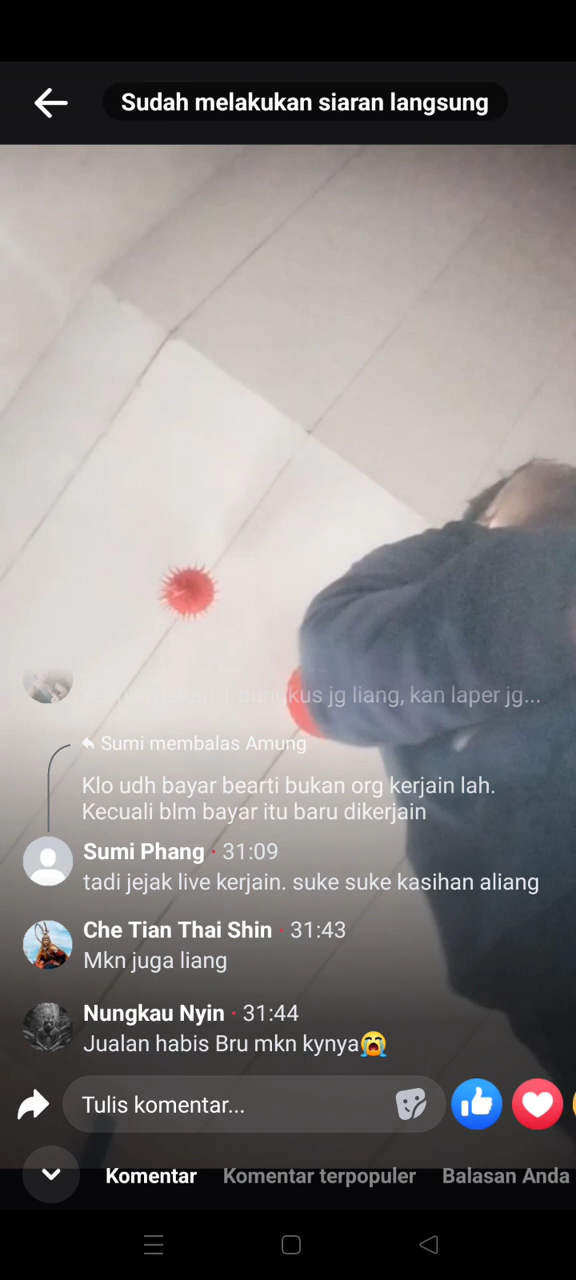 Sudah melakukan siaran langsung
1 bungkus jg liang, kan laper jg...
Sumi membalas Amung
Klo udh bayar bearti bukan org kerjain lah.
Kecuali blm bayar itu baru dikerjain
Sumi Phang · 31:09
tadi jejak live kerjain. suke suke kasihan aliang
Che Tian Thai Shin · 31:43
Mkn juga liang
Nungkau Nyin · 31:44
Jualan habis Bru mkn kynya😭
Tulis komentar...
Komentar Komentar terpopuler Balasan Anda